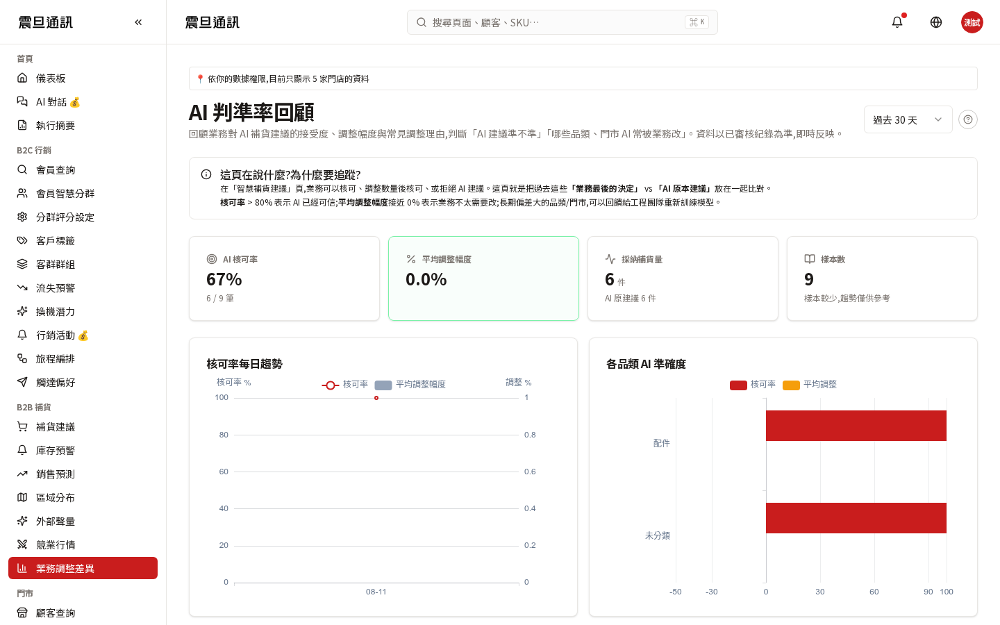 震旦通訊
震旦通訊
搜尋頁面、顧客、SKU…
⌘ K
測試
首頁
儀表板
AI 對話 💰
執行摘要
B2C 行銷
會員查詢
會員智慧分群
分群評分設定
客戶標籤
客群群組
流失預警
換機潛力
行銷活動 💰
旅程編排
觸達偏好
B2B 補貨
補貨建議
庫存預警
銷售預測
區域分布
外部聲量
競業行情
業務調整差異
門市
顧客查詢
📍 依你的數據權限,目前只顯示 5 家門店的資料
AI 判準率回顧
回顧業務對 AI 補貨建議的接受度、調整幅度與常見調整理由,判斷「AI 建議準不準」「哪些品類、門市 AI 常被業務改」。資料以已審核紀錄為準,即時反映。
過去 30 天
這頁在說什麼?為什麼要追蹤?
在「智慧補貨建議」頁,業務可以核可、調整數量後核可、或拒絕 AI 建議。這頁就是把過去這些「業務最後的決定」 vs 「AI 原本建議」放在一起比對。
核可率 > 80% 表示 AI 已經可信;平均調整幅度接近 0% 表示業務不太需要改;長期偏差大的品類/門市,可以回饋給工程團隊重新訓練模型。
AI 核可率
67%
6 / 9 筆
平均調整幅度
0.0%
採納補貨量
6 件
AI 原建議 6 件
樣本數
9
樣本較少,趨勢僅供參考
核可率每日趨勢
核可率 %
核可率
平均調整幅度
調整 %
100
80
60
40
20
0
1
0.8
0.6
0.4
0.2
0
08-11
各品類 AI 準確度
核可率
平均調整
配件
未分類
-50
-30
0
30
60
90
100